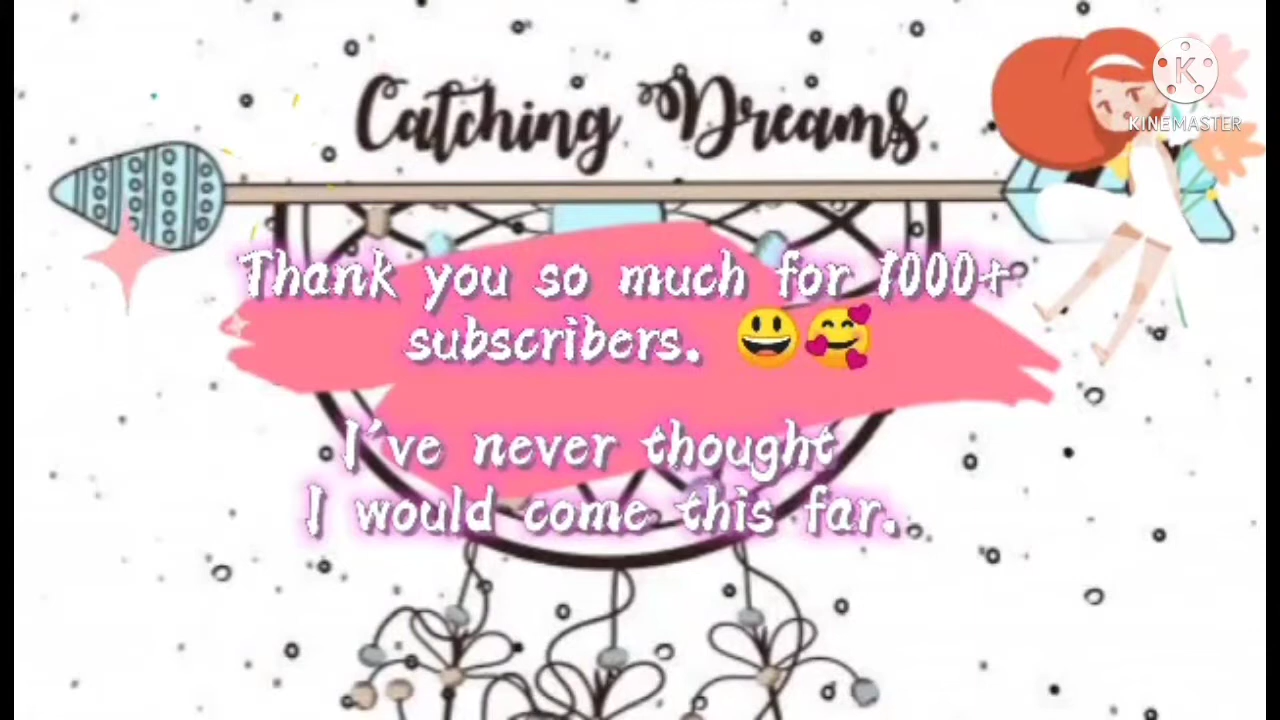 Catching Dreams
K
KINEMASTER
Thank you so much for 1000+
subscribers. 😃🥰
I've never thought
I would come this far.